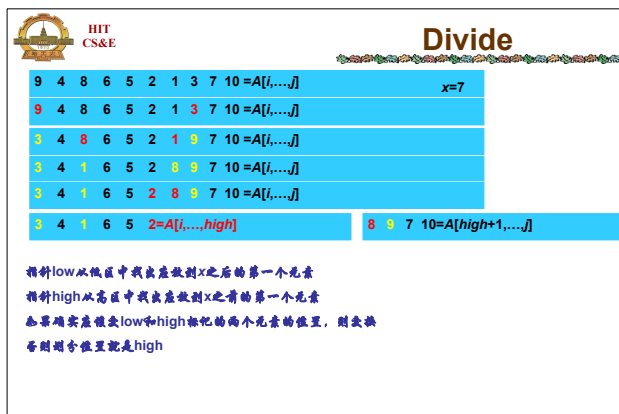 HIT
CS&E
Divide
9 4 8 6 5 2 1 3 7 10 =A[i,…,j]
x=7
9 4 8 6 5 2 1 3 7 10 =A[i,…,j]
3 4 8 6 5 2 1 9 7 10 =A[i,…,j]
3 4 1 6 5 2 8 9 7 10 =A[i,…,j]
3 4 1 6 5 2 8 9 7 10 =A[i,…,j]
3 4 1 6 5 2=A[i,…,high]
8 9 7 10=A[high+1,…,j]
指针low从低区中找出应放到x之后的第一个元素
指针high从高区中找出应放到x之前的第一个元素
如果确实应改变low和high标记的两个元素的位置，则交换
否则划分位置就是high